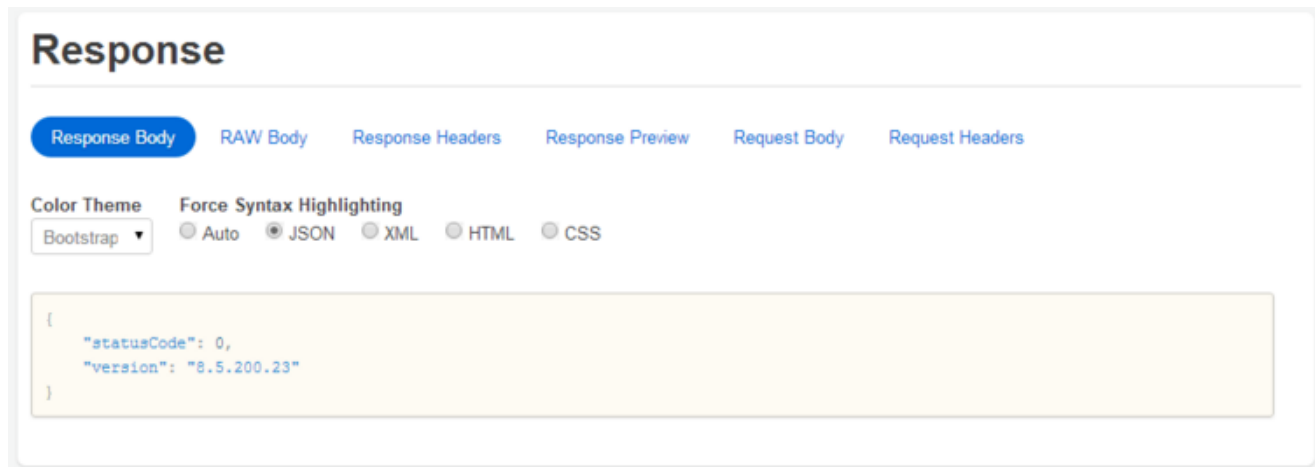 Response
Response Body RAW Body Response Headers Response Preview Request Body Request Headers
Color Theme Force Syntax Highlighting
Bootstrap Auto JSON XML HTML CSS
{
"statusCode": 0,
"version": "8.5.200.23"
}